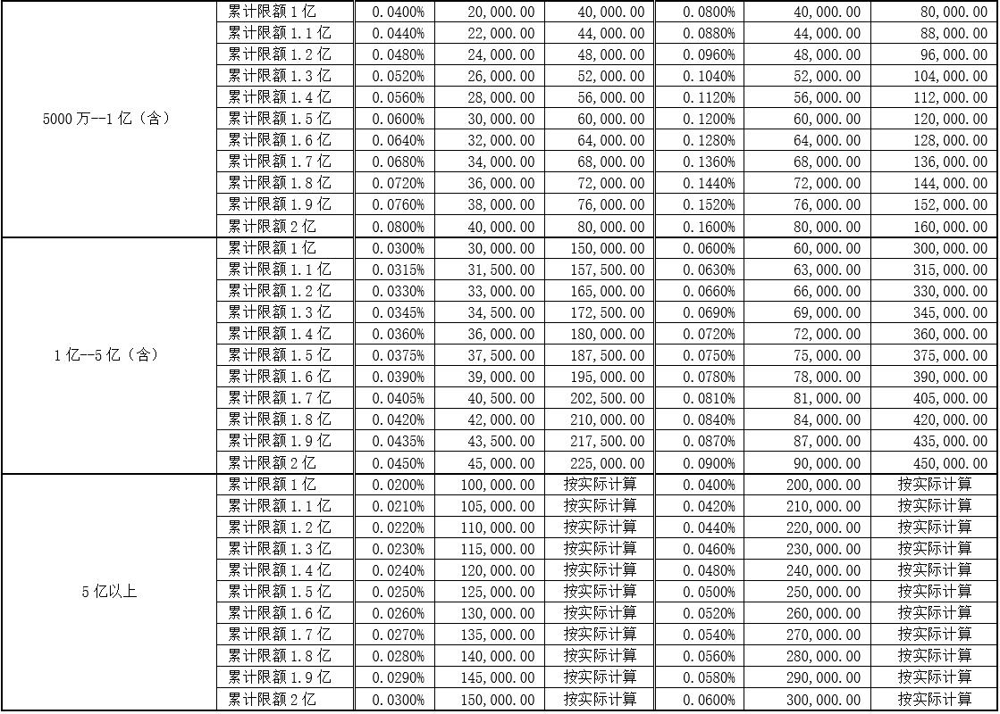 累计限额1亿 0.0400% 20,000.00 40,000.00 0.0800% 40,000.00 80,000.00
累计限额1.1亿 0.0440% 22,000.00 44,000.00 0.0880% 44,000.00 88,000.00
累计限额1.2亿 0.0480% 24,000.00 48,000.00 0.0960% 48,000.00 96,000.00
累计限额1.3亿 0.0520% 26,000.00 52,000.00 0.1040% 52,000.00 104,000.00
累计限额1.4亿 0.0560% 28,000.00 56,000.00 0.1120% 56,000.00 112,000.00
5000万--1亿（含） 累计限额1.5亿 0.0600% 30,000.00 60,000.00 0.1200% 60,000.00 120,000.00
累计限额1.6亿 0.0640% 32,000.00 64,000.00 0.1280% 64,000.00 128,000.00
累计限额1.7亿 0.0680% 34,000.00 68,000.00 0.1360% 68,000.00 136,000.00
累计限额1.8亿 0.0720% 36,000.00 72,000.00 0.1440% 72,000.00 144,000.00
累计限额1.9亿 0.0760% 38,000.00 76,000.00 0.1520% 76,000.00 152,000.00
累计限额2亿 0.0800% 40,000.00 80,000.00 0.1600% 80,000.00 160,000.00
累计限额1亿 0.0300% 30,000.00 150,000.00 0.0600% 60,000.00 300,000.00
累计限额1.1亿 0.0315% 31,500.00 157,500.00 0.0630% 63,000.00 315,000.00
累计限额1.2亿 0.0330% 33,000.00 165,000.00 0.0660% 66,000.00 330,000.00
累计限额1.3亿 0.0345% 34,500.00 172,500.00 0.0690% 69,000.00 345,000.00
累计限额1.4亿 0.0360% 36,000.00 180,000.00 0.0720% 72,000.00 360,000.00
1亿--5亿（含） 累计限额1.5亿 0.0375% 37,500.00 187,500.00 0.0750% 75,000.00 375,000.00
累计限额1.6亿 0.0390% 39,000.00 195,000.00 0.0780% 78,000.00 390,000.00
累计限额1.7亿 0.0405% 40,500.00 202,500.00 0.0810% 81,000.00 405,000.00
累计限额1.8亿 0.0420% 42,000.00 210,000.00 0.0840% 84,000.00 420,000.00
累计限额1.9亿 0.0435% 43,500.00 217,500.00 0.0870% 87,000.00 435,000.00
累计限额2亿 0.0450% 45,000.00 225,000.00 0.0900% 90,000.00 450,000.00
累计限额1亿 0.0200% 100,000.00 按实际计算 0.0400% 200,000.00 按实际计算
累计限额1.1亿 0.0210% 105,000.00 按实际计算 0.0420% 210,000.00 按实际计算
累计限额1.2亿 0.0220% 110,000.00 按实际计算 0.0440% 220,000.00 按实际计算
累计限额1.3亿 0.0230% 115,000.00 按实际计算 0.0460% 230,000.00 按实际计算
累计限额1.4亿 0.0240% 120,000.00 按实际计算 0.0480% 240,000.00 按实际计算
5亿以上 累计限额1.5亿 0.0250% 125,000.00 按实际计算 0.0500% 250,000.00 按实际计算
累计限额1.6亿 0.0260% 130,000.00 按实际计算 0.0520% 260,000.00 按实际计算
累计限额1.7亿 0.0270% 135,000.00 按实际计算 0.0540% 270,000.00 按实际计算
累计限额1.8亿 0.0280% 140,000.00 按实际计算 0.0560% 280,000.00 按实际计算
累计限额1.9亿 0.0290% 145,000.00 按实际计算 0.0580% 290,000.00 按实际计算
累计限额2亿 0.0300% 150,000.00 按实际计算 0.0600% 300,000.00 按实际计算